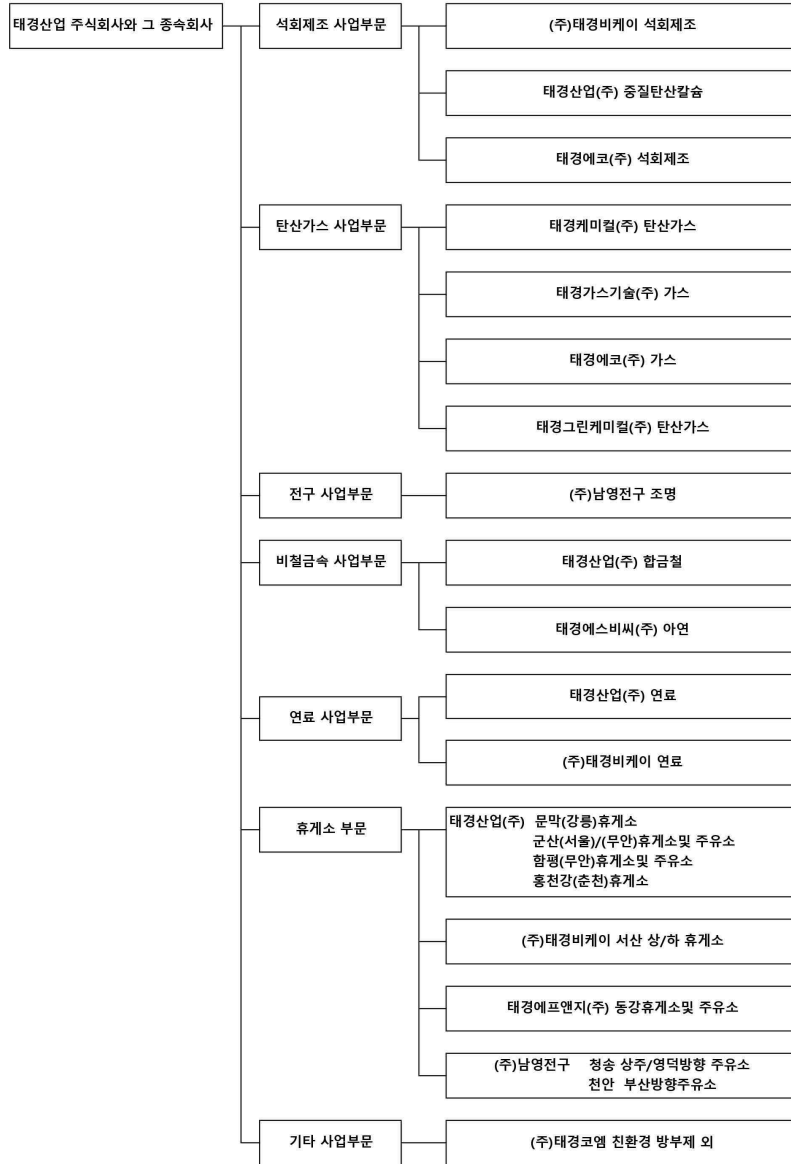 태경산업 주식회사와 그 종속회사
석회제조 사업부문
(주)태경비케이 석회제조
태경산업(주) 중질탄산칼슘
태경에코(주) 석회제조
탄산가스 사업부문
태경케미컬(주) 탄산가스
태경가스기술(주) 가스
태경에코(주) 가스
태경그린케미컬(주) 탄산가스
전구 사업부문
(주)남영전구 조명
비철금속 사업부문
태경산업(주) 합금철
태경에스비씨(주) 아연
연료 사업부문
태경산업(주) 연료
(주)태경비케이 연료
휴게소 부문
태경산업(주) 문막(강릉)휴게소
군산(서울)/(무안)휴게소및 주유소
함평(무안)휴게소및 주유소
홍천강(춘천)휴게소
(주)태경비케이 서산 상/하 휴게소
태경에프앤지(주) 동강휴게소및 주유소
(주)남영전구 청송 상주/영덕방향 주유소
천안 부산방향주유소
기타 사업부문
(주)태경코엠 친환경 방부제 외